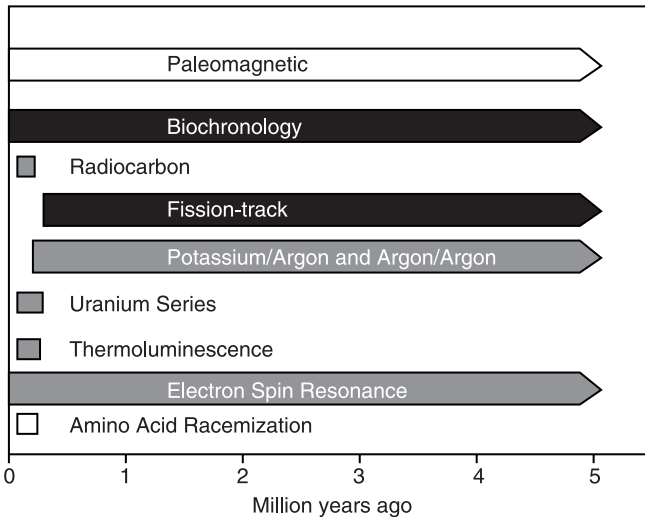 Paleomagnetic
Biochronology
Radiocarbon
Fission-track
Potassium/Argon and Argon/Argon
Uranium Series
Thermoluminescence
Electron Spin Resonance
Amino Acid Racemization
0 1 2 3 4 5
Million years ago